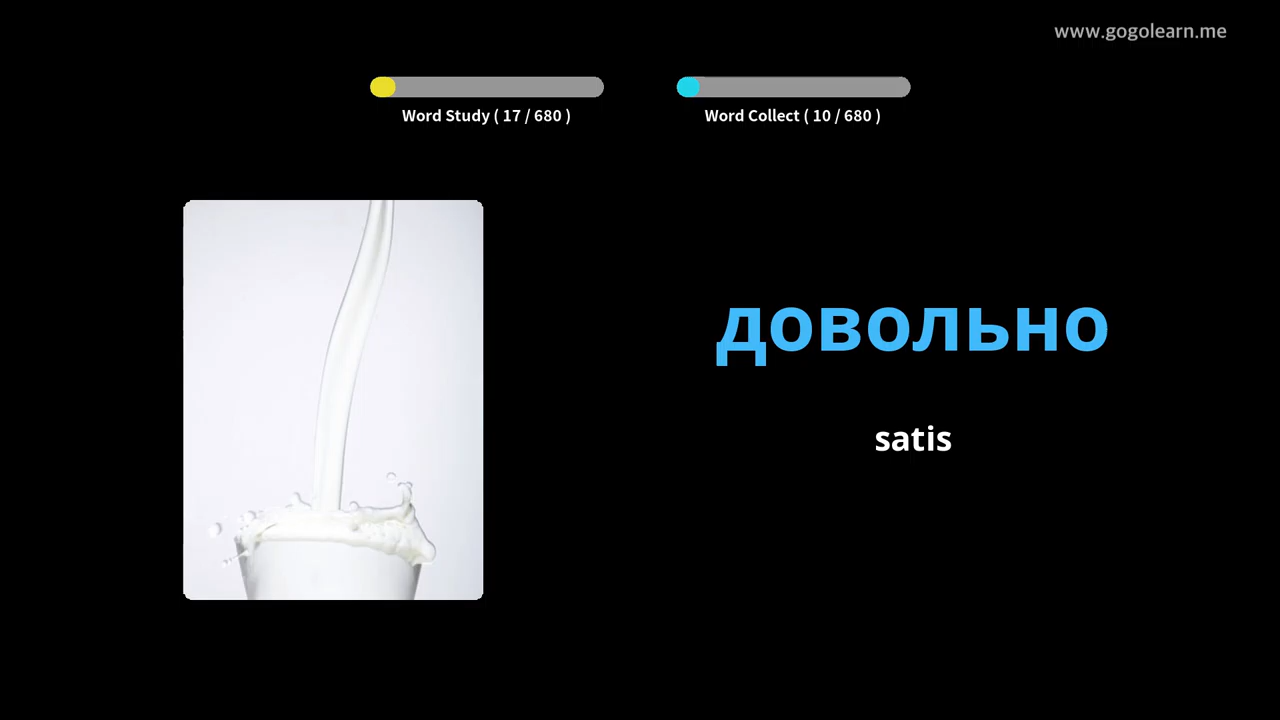 www.gogolearn.me
Word Study ( 17 / 680 )
Word Collect ( 10 / 680 )
довольно
satis